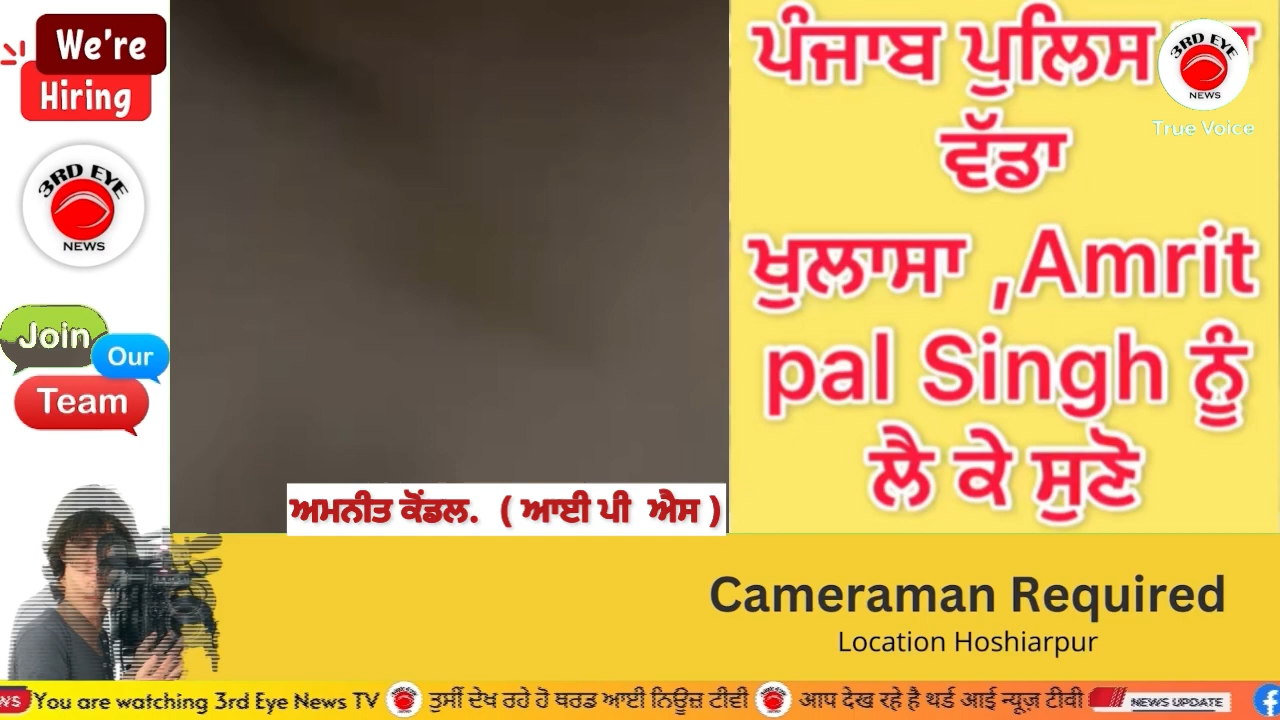 We're
Hiring
3RD EYE
NEWS
Join
Our
Team
ਪੰਜਾਬ ਪੁਲਿਸ
ਵੱਡਾ
ਖੁਲਾਸਾ ,Amrit
pal Singh ਨੂੰ
ਲੈ ਕੇ ਸੁਣੋ
3RD EYE
NEWS
True Voice
ਅਮਨੀਤ ਕੋਂਡਲ. ( ਆਈ ਪੀ ਐਸ )
Cameraman Required
Location Hoshiarpur
WS You are watching 3rd Eye News TV ਤੁਸੀਂ ਦੇਖ ਰਹੇ ਹੋ ਥਰਡ ਆਈ ਨਿਊਜ਼ ਟੀਵੀ आप देख रहे है थर्ड आई न्यूज़ टीवी NEWS UPDATE